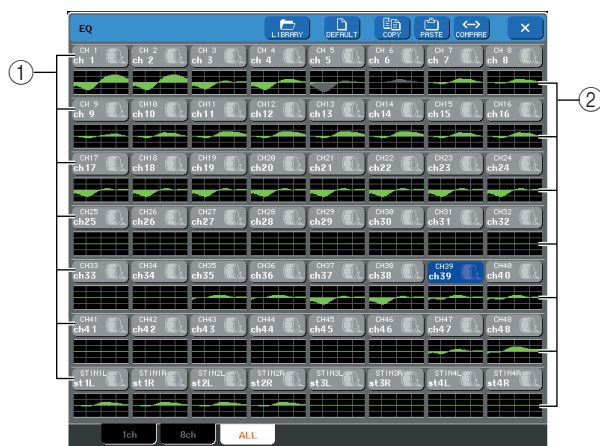 EQ LIBRARY DEFAULT COPY PASTE COMPARE
CH 1 CH 2 CH 3 CH 4 CH 5 CH 6 CH 7 CH 8
ch 1 ch 2 ch 3 ch 4 ch 5 ch 6 ch 7 ch 8
1
2
CH 9 CH10 CH11 CH12 CH13 CH14 CH15 CH16
ch 9 ch10 ch11 ch12 ch13 ch14 ch15 ch16
CH17 CH18 CH19 CH20 CH21 CH22 CH23 CH24
ch17 ch18 ch19 ch20 ch21 ch22 ch23 ch24
CH25 CH26 CH27 CH28 CH29 CH30 CH31 CH32
ch25 ch26 ch27 ch28 ch29 ch30 ch31 ch32
CH33 CH34 CH35 CH36 CH37 CH38 CH39 CH40
ch33 ch34 ch35 ch36 ch37 ch38 ch39 ch40
CH41 CH42 CH43 CH44 CH45 CH46 CH47 CH48
ch41 ch42 ch43 ch44 ch45 ch46 ch47 ch48
STIN1L STIN1R STIN2L STIN2R STIN3L STIN3R STIN4L STIN4R
st1L st1R st2L st2R st3L st3R st4L st4R
1ch 8ch ALL